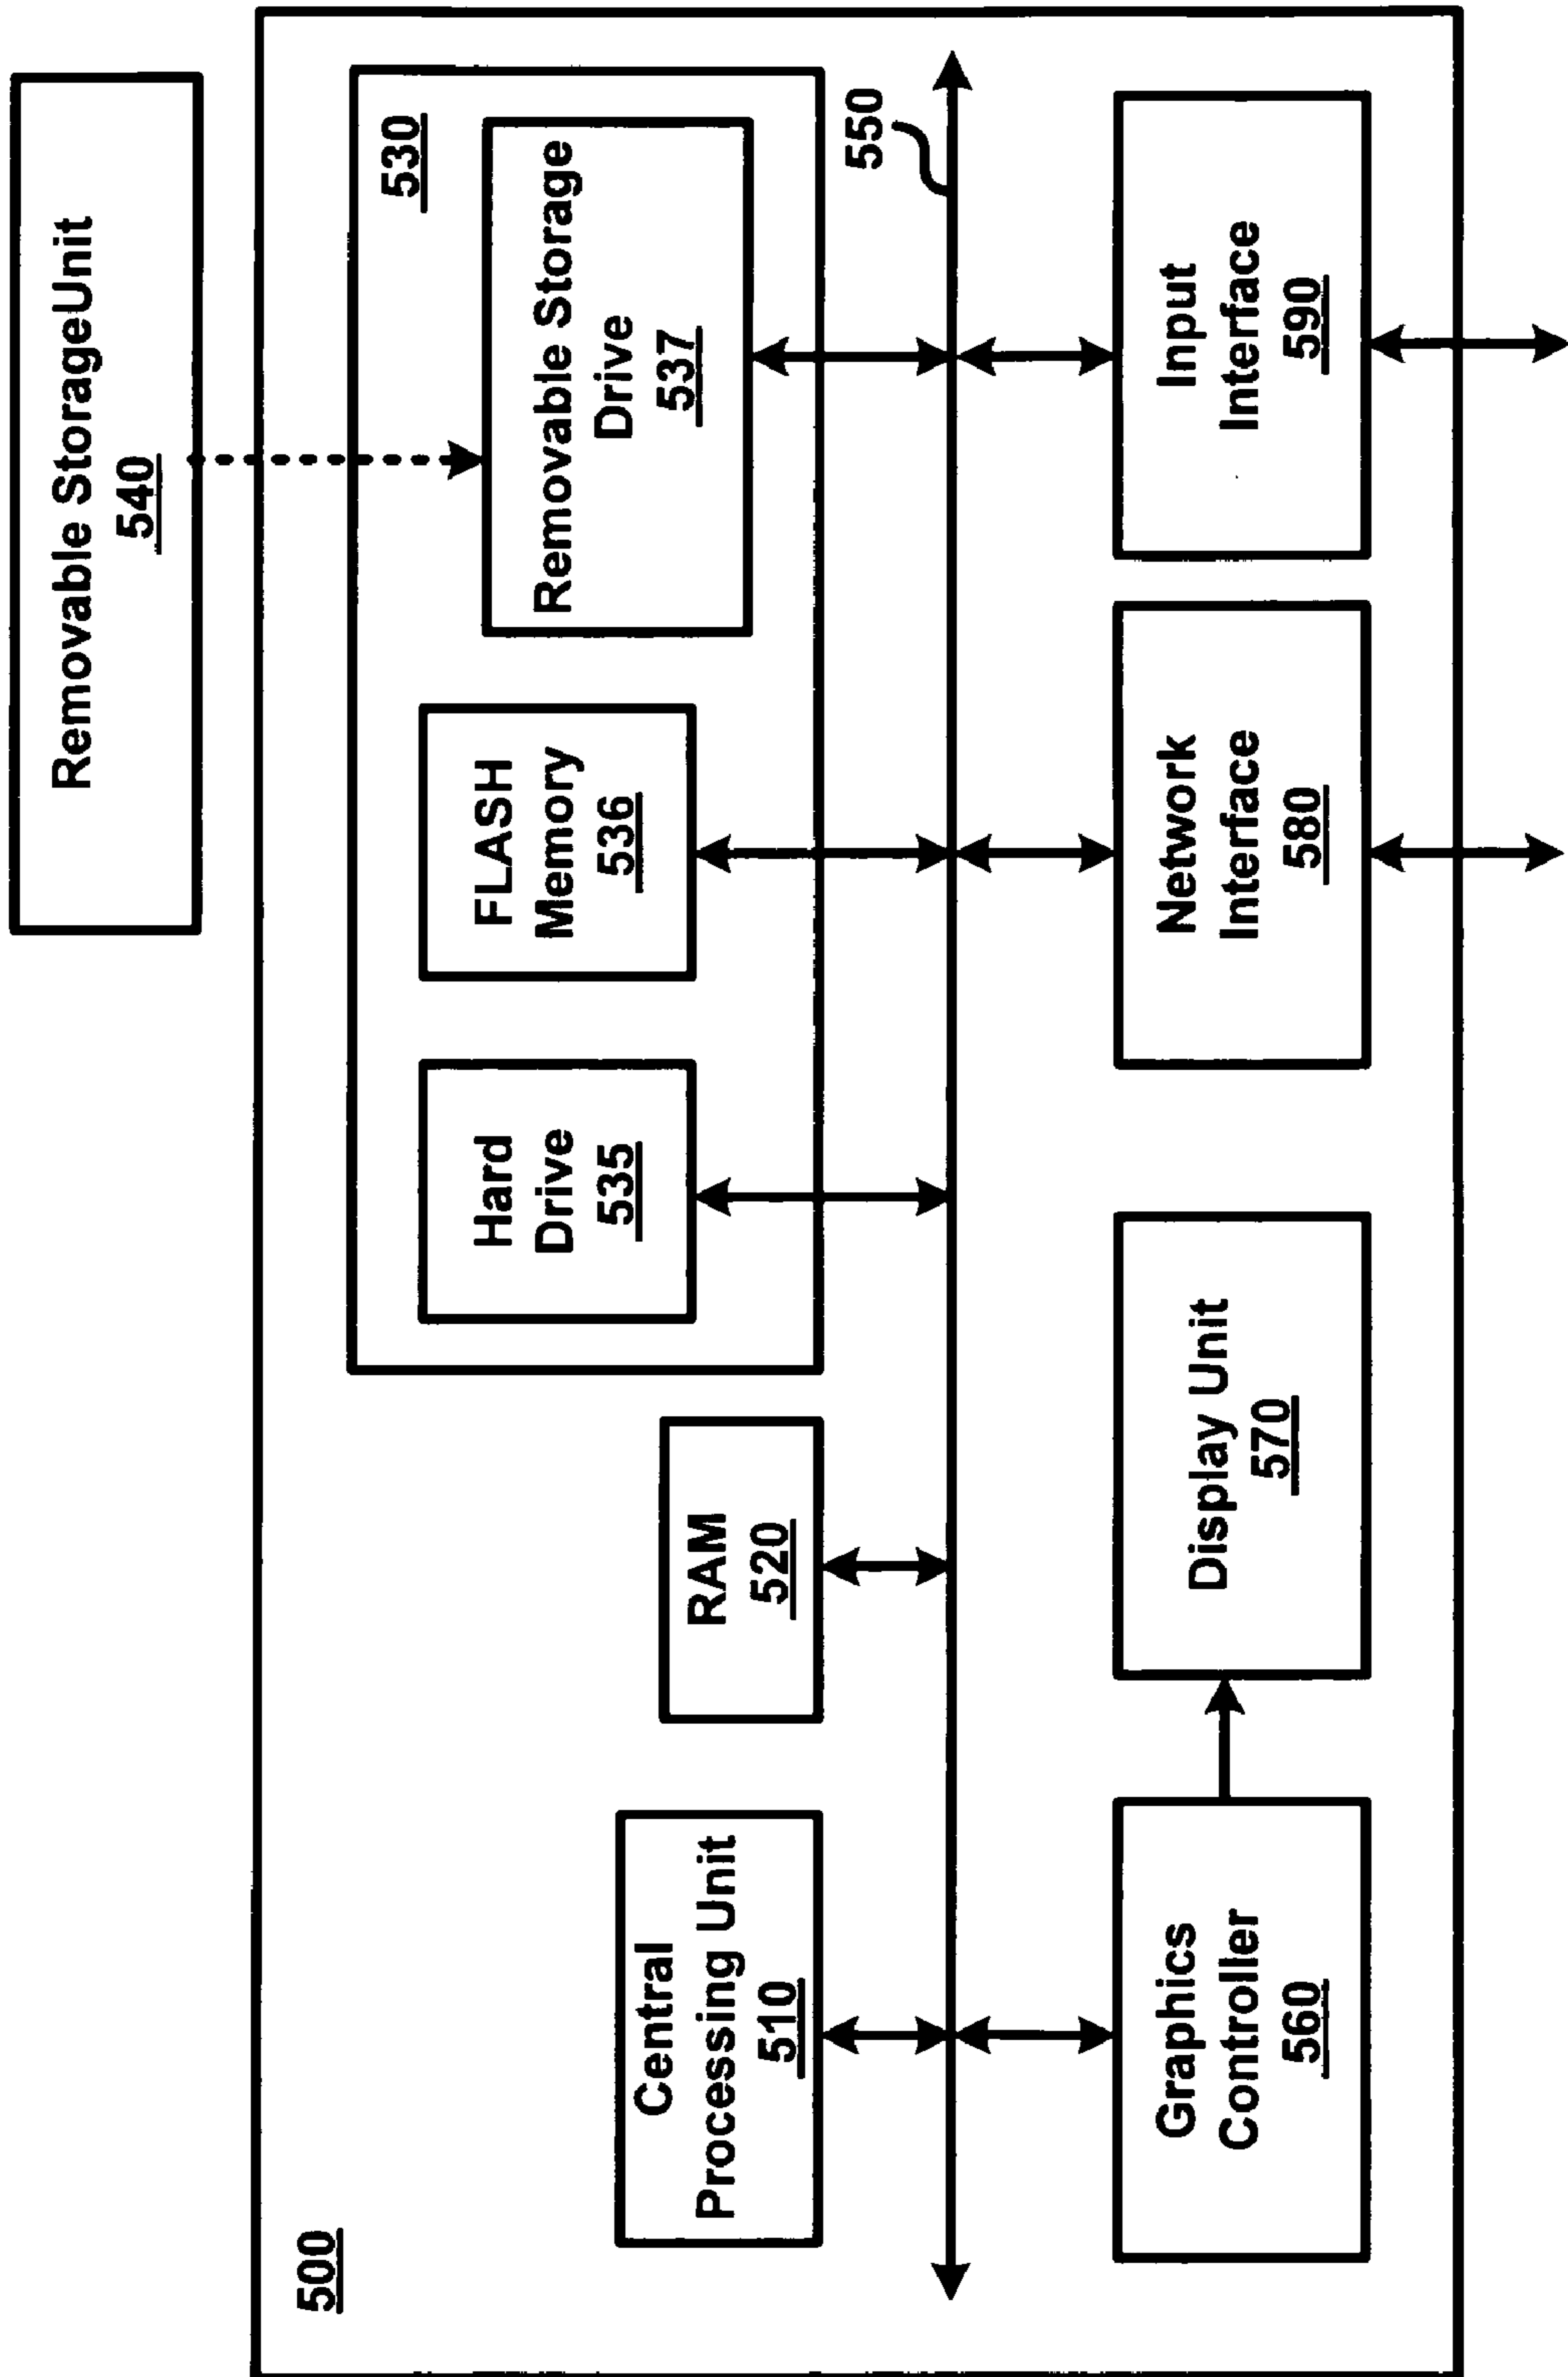 Removable StorageUnit
540
500
530
Hard
Drive
535
FLASH
Memory
536
Removable Storage
Drive
537
RAM
520
Central
Processing Unit
510
550
Graphics
Controller
560
Display Unit
570
Network
Interface
580
Input
Interface
590